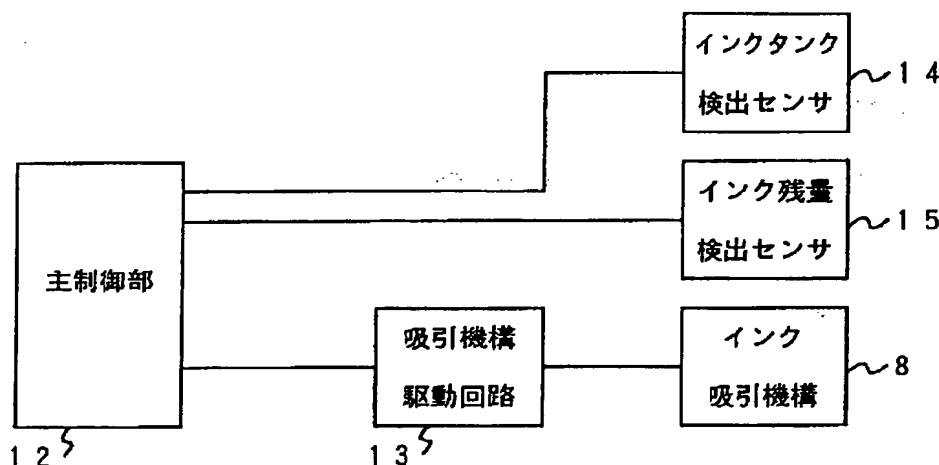 インクタンク
検出センサ
14
インク残量
検出センサ
15
主制御部
12
吸引機構
駆動回路
13
インク
吸引機構
8